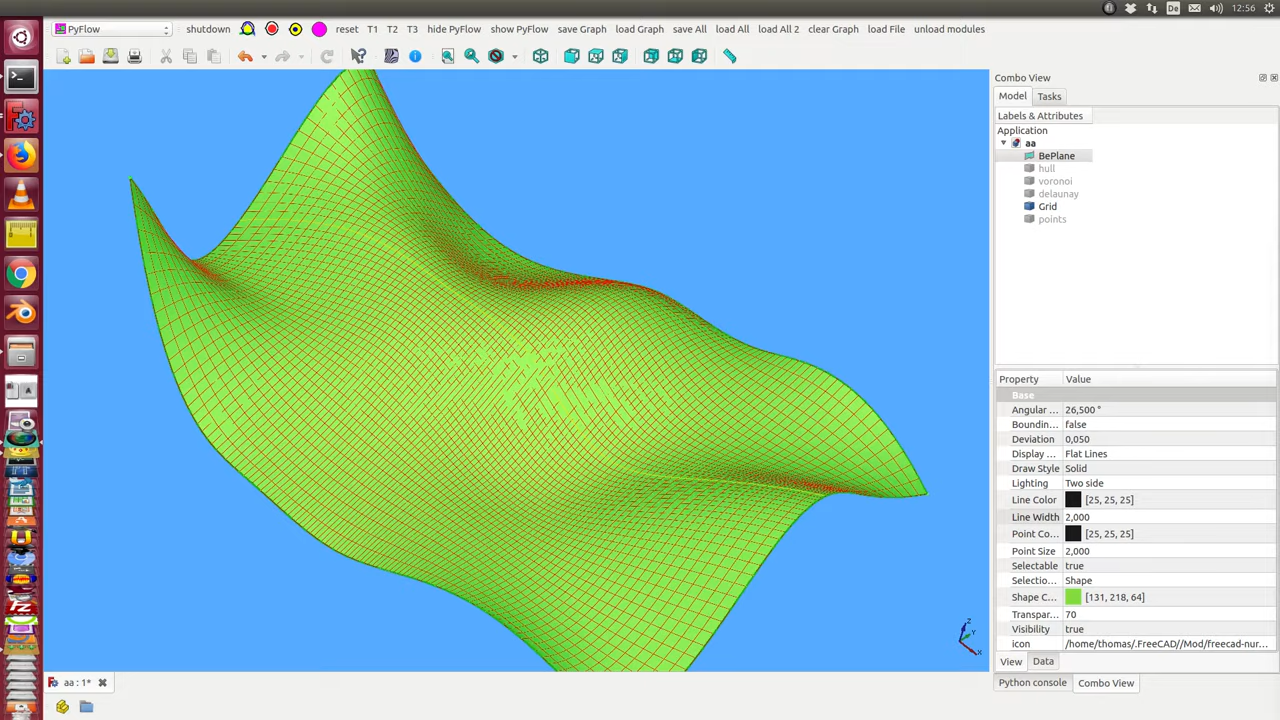 De 12:56
PyFlow shutdown reset T1 T2 T3 hide PyFlow show PyFlow save Graph load Graph save All load All load All 2 clear Graph load File unload modules
Combo View
Model Tasks
Labels & Attributes
Application
aa
BePlane
hull
voronoi
delaunay
Grid
points
Property Value
Base
Angular ... 26,500 °
Boundin... false
Deviation 0,050
Display ... Flat Lines
Draw Style Solid
Lighting Two side
Line Color [25, 25, 25]
Line Width 2,000
Point Co... [25, 25, 25]
Point Size 2,000
Selectable true
Selectio... Shape
Shape C... [131, 218, 64]
Transpar... 70
Visibility true
icon /home/thomas/.FreeCAD//Mod/freecad-nur...
Z
Y
X
View Data
aa : 1* Python console Combo View